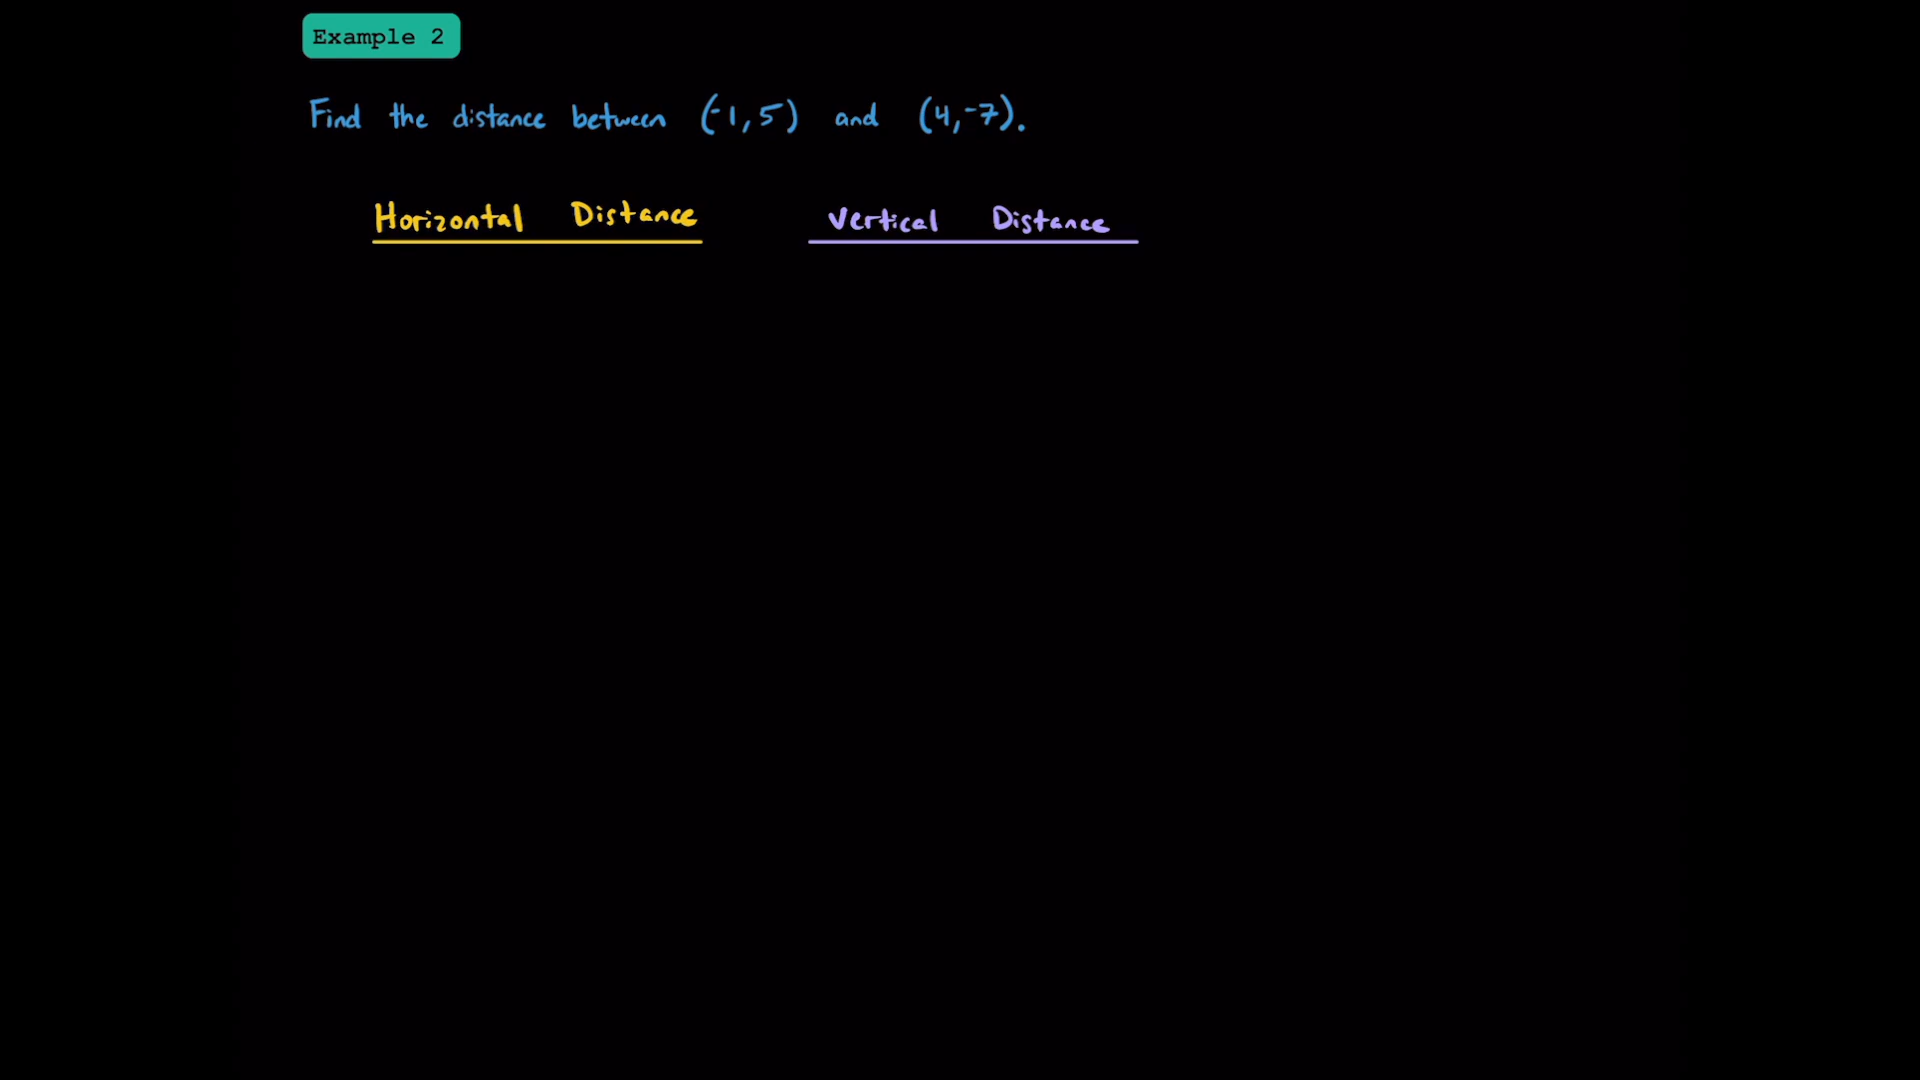 Example 2
Find the distance between (-1,5) and (4,-7).
Horizontal Distance
Vertical Distance